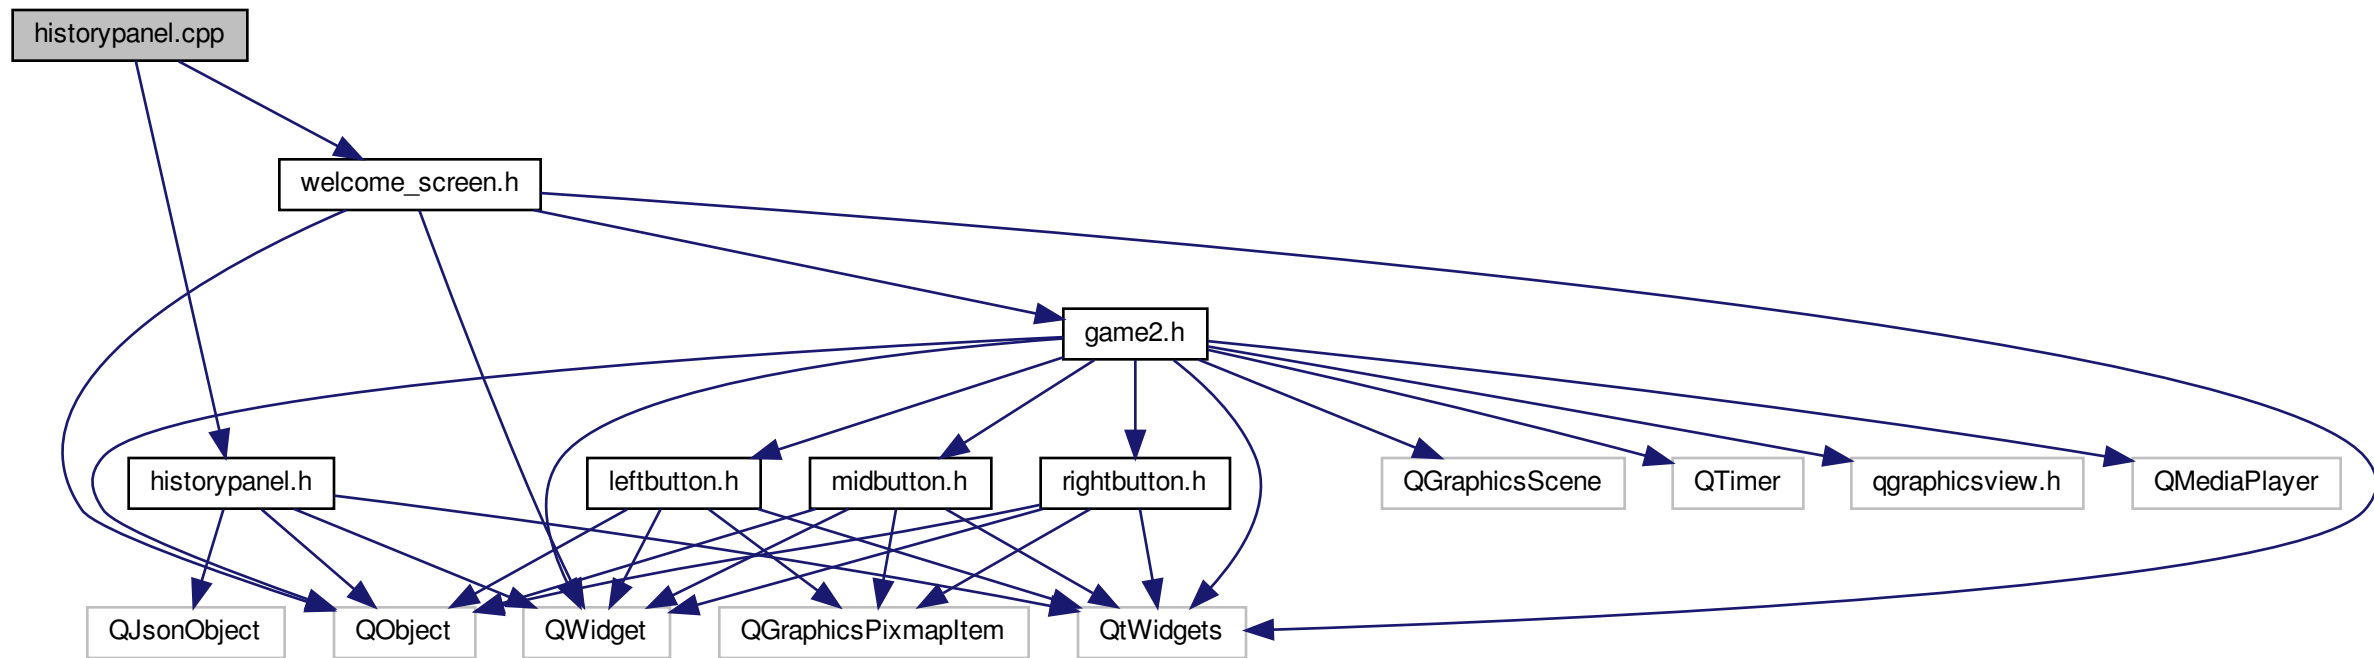 historypanel.cpp
welcome_screen.h
game2.h
historypanel.h
leftbutton.h
midbutton.h
rightbutton.h
QGraphicsScene
QTimer
qgraphicsview.h
QMediaPlayer
QJsonObject
QObject
QWidget
QGraphicsPixmapItem
QtWidgets